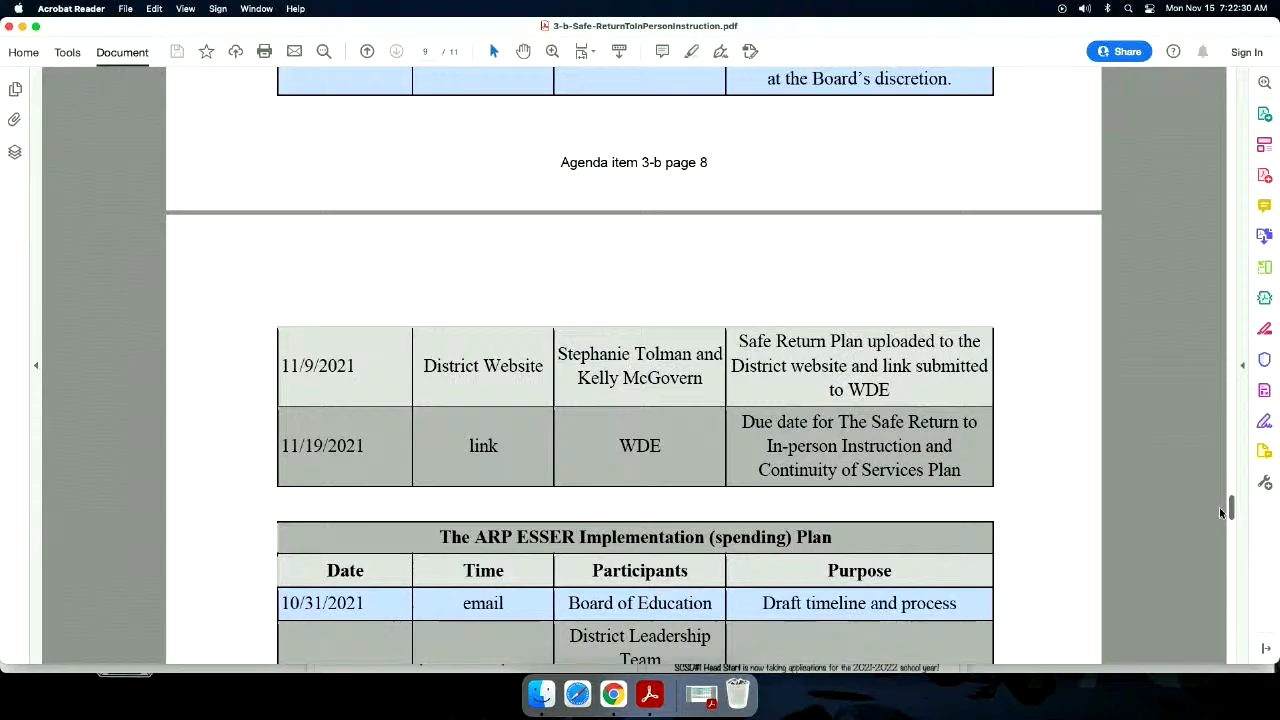 Acrobat Reader File Edit View Sign Window Help Mon Nov 15 7:22:30 AM
3-b-Safe-ReturnToInPersonInstruction.pdf
Home Tools Document 9 / 11 Share Sign In
at the Board's discretion.
Agenda item 3-b page 8
11/9/2021 District Website Stephanie Tolman and Kelly McGovern Safe Return Plan uploaded to the
District website and link submitted
to WDE
11/19/2021 link WDE Due date for The Safe Return to
In-person Instruction and
Continuity of Services Plan
The ARP ESSER Implementation (spending) Plan
Date Time Participants Purpose
10/31/2021 email Board of Education Draft timeline and process
District Leadership
Team
SCSD#1 Head Start is now taking applications for the 2021-2022 school year!